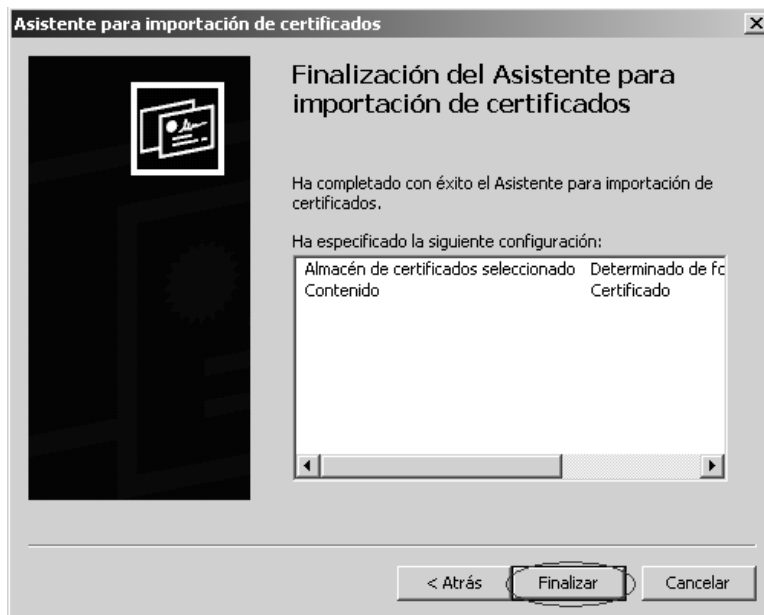 Asistente para importación de certificados
Finalización del Asistente para
importación de certificados
Ha completado con éxito el Asistente para importación de
certificados.
Ha especificado la siguiente configuración:
Almacén de certificados seleccionado Determinado de fo
Contenido Certificado
< Atrás Finalizar Cancelar